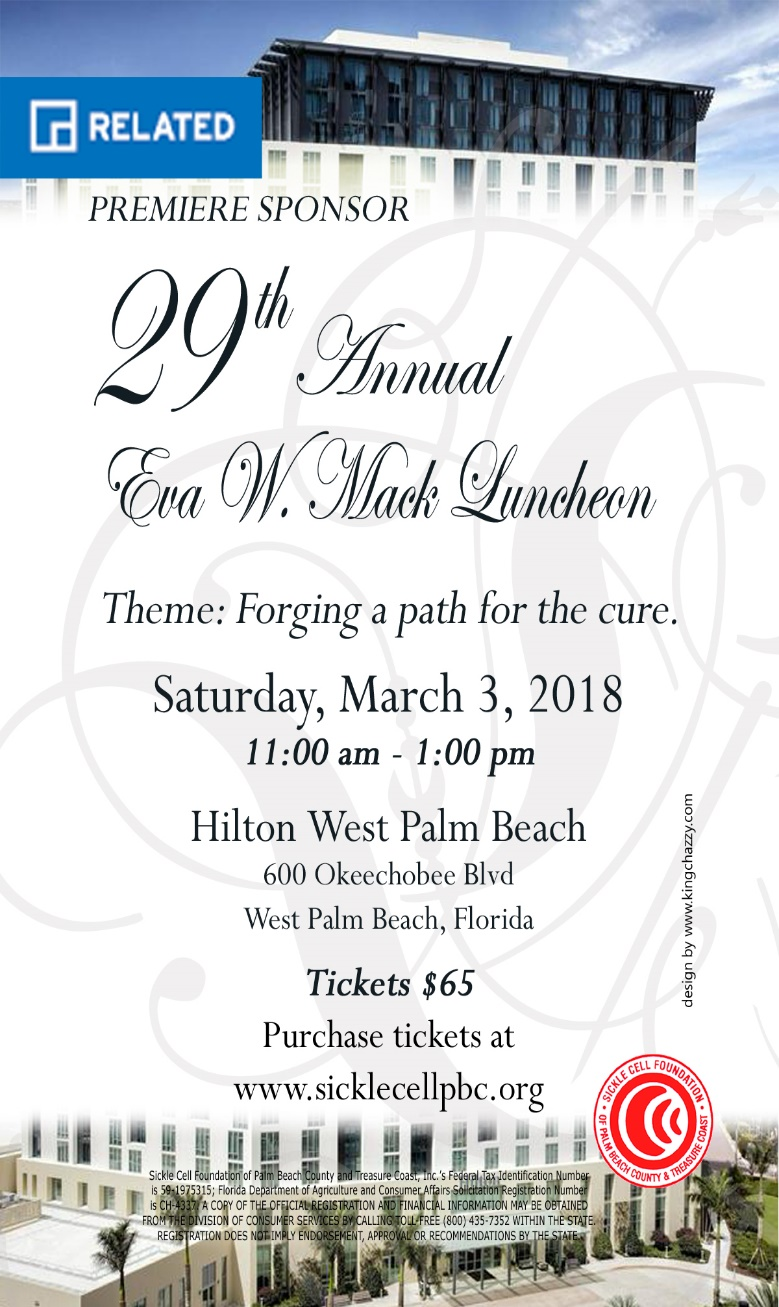 RELATED
PREMIERE SPONSOR
29th Annual
Eva W. Mack Luncheon
Theme: Forging a path for the cure.
Saturday, March 3, 2018
11:00 am - 1:00 pm
Hilton West Palm Beach
600 Okeechobee Blvd
West Palm Beach, Florida
Tickets $65
Purchase tickets at
www.sicklecellpbc.org
design by www.kingchazzy.com
SICKLE CELL FOUNDATION
OF PALM BEACH COUNTY & TREASURE COAST
Sickle Cell Foundation of Palm Beach County and Treasure Coast, Inc.'s Federal Tax Identification Number
is 59-1975315; Florida Department of Agriculture and Consumer Affairs Solicitation Registration Number
is CH-4337. A COPY OF THE OFFICIAL REGISTRATION AND FINANCIAL INFORMATION MAY BE OBTAINED
FROM THE DIVISION OF CONSUMER SERVICES BY CALLING TOLL-FREE (800) 435-7352 WITHIN THE STATE.
REGISTRATION DOES NOT IMPLY ENDORSEMENT, APPROVAL OR RECOMMENDATIONS BY THE STATE.